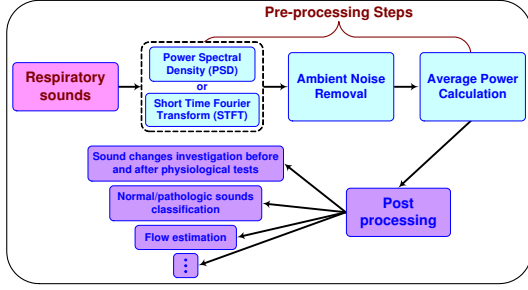 Pre-processing Steps
Respiratory
sounds
Power Spectral
Density (PSD)
or
Short Time Fourier
Transform (STFT)
Ambient Noise
Removal
Average Power
Calculation
Sound changes investigation before
and after physiological tests
Normal/pathologic sounds
classification
Flow estimation
⋮
Post
processing